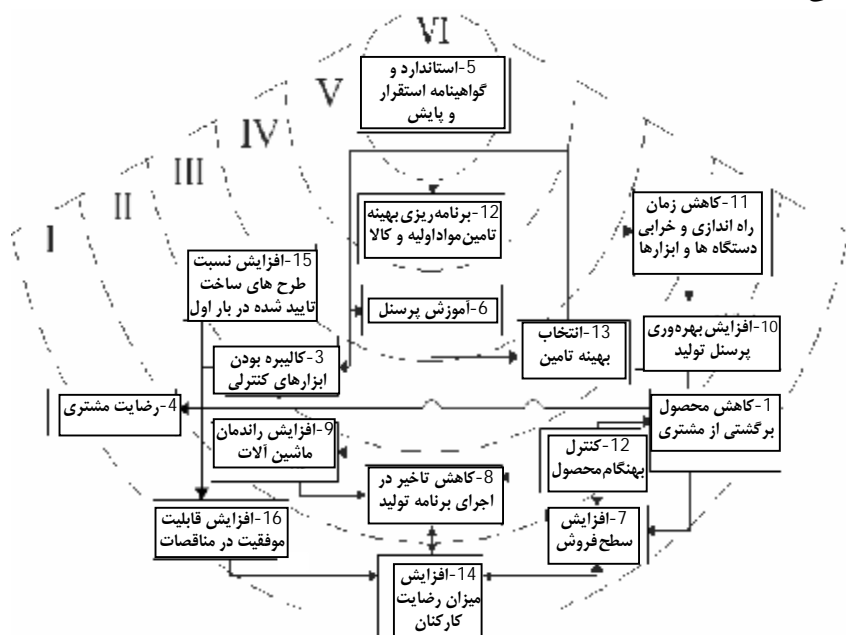 VI
5-استاندارد و
گواهینامه استقرار
و پایش
V
IV
III
II
I
12-برنامه‌ریزی بهینه
تامین مواد اولیه و کالا
11-کاهش زمان
راه اندازی و خرابی
دستگاه ها و ابزارها
15-افزایش نسبت
طرح های ساخت
تایید شده در بار اول
6-آموزش پرسنل
13-انتخاب
بهینه تامین
10-افزایش بهره‌وری
پرسنل تولید
3-کالیبره بودن
ابزارهای کنترلی
4-رضایت مشتری
1-کاهش محصول
برگشتی از مشتری
9-افزایش راندمان
ماشین آلات
12-کنترل
بهنگام محصول
8-کاهش تاخیر در
اجرای برنامه تولید
16-افزایش قابلیت
موفقیت در مناقصات
7-افزایش
سطح فروش
14-افزایش
میزان رضایت
کارکنان